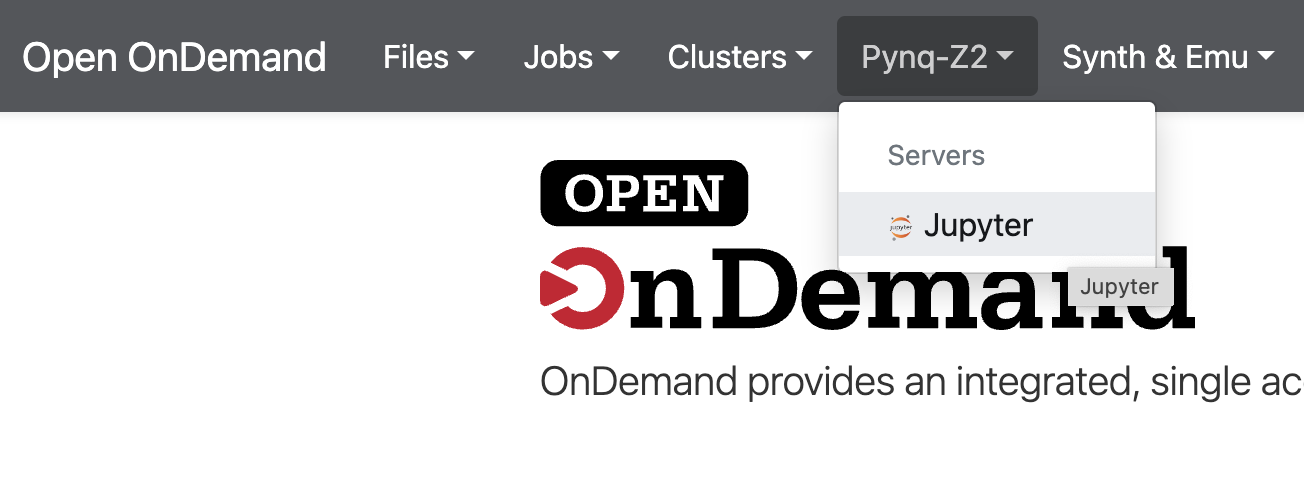 Open OnDemand Files Jobs Clusters Pynq-Z2 Synth & Emu
Servers
OPEN
jupyter Jupyter
OnDemand
Jupyter
OnDemand provides an integrated, single ac